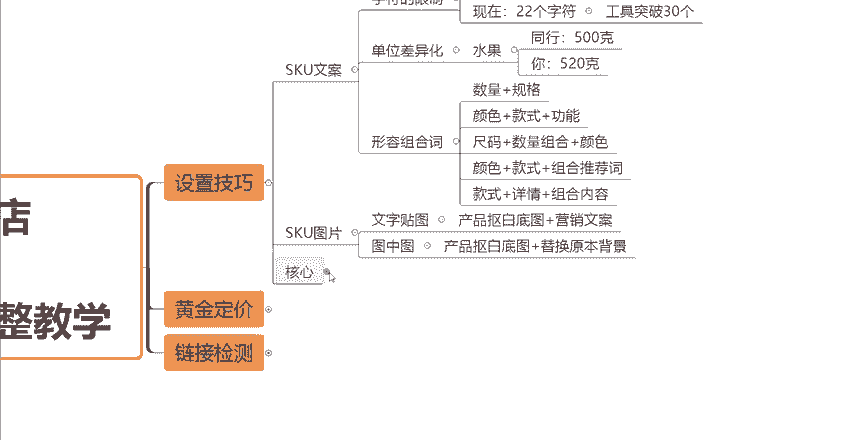 字符的限制
现在：22个字符
工具突破30个
单位差异化
水果
同行：500克
你：520克
SKU文案
形容组合词
数量+规格
颜色+款式+功能
尺码+数量组合+颜色
颜色+款式+组合推荐词
款式+详情+组合内容
设置技巧
SKU图片
文字贴图
产品抠白底图+营销文案
图中图
产品抠白底图+替换原本背景
核心
店
整教学
黄金定价
链接检测